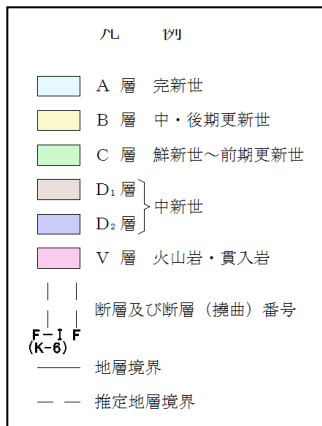 凡 例
A 層 完新世
B 層 中・後期更新世
C 層 鮮新世～前期更新世
D₁ 層
D₂ 層
中新世
V 層 火山岩・貫入岩
F-I F
(K-6)
断層及び断層（撓曲）番号
地層境界
推定地層境界